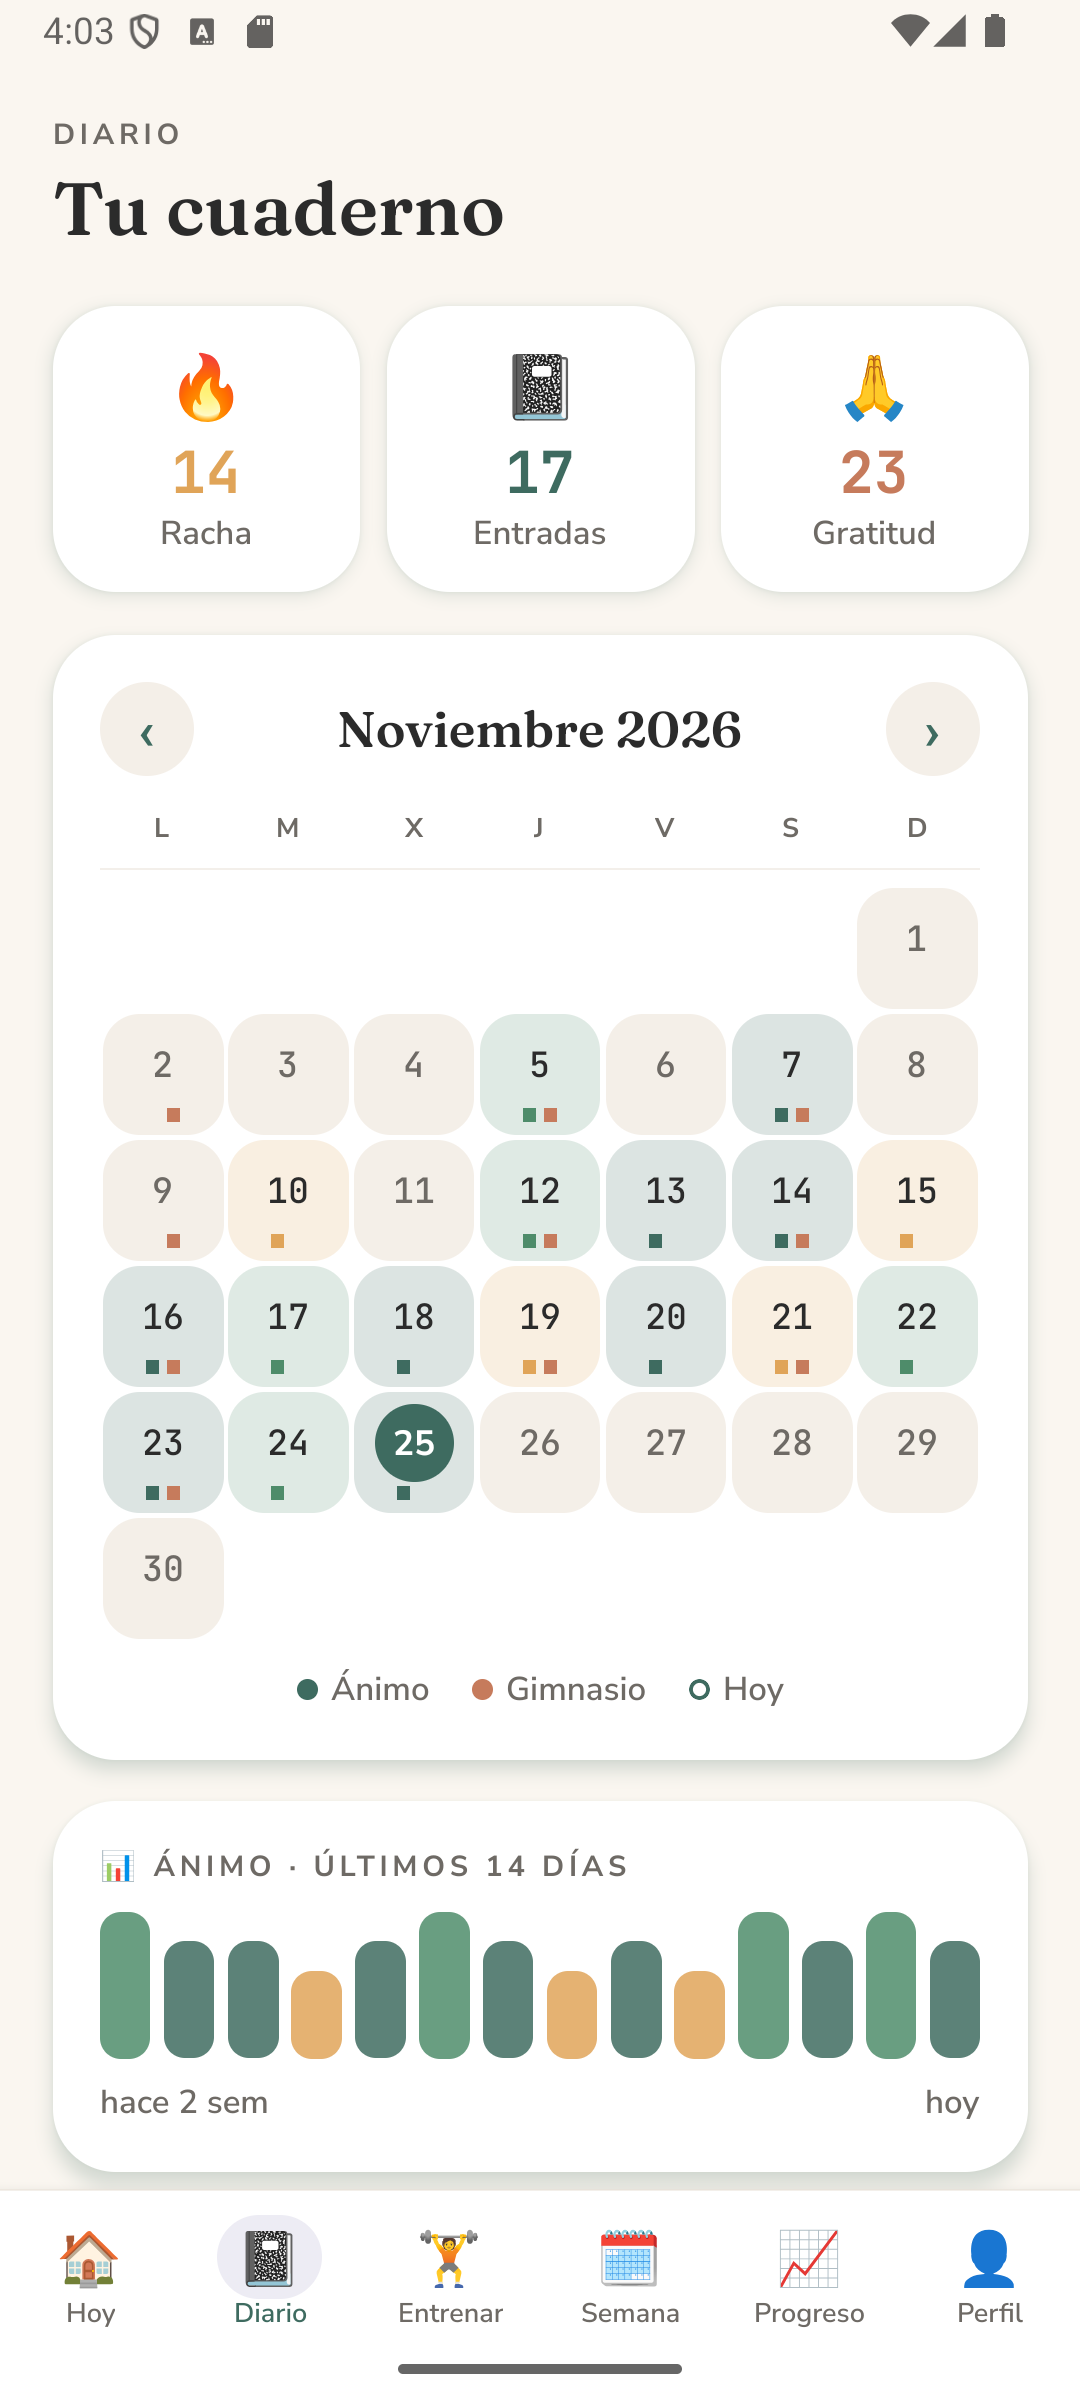 4:03
DIARIO
Tu cuaderno
14
Racha
17
Entradas
23
Gratitud
‹ Noviembre 2026 ›
L M X J V S D
1
2 3 4 5 6 7 8
9 10 11 12 13 14 15
16 17 18 19 20 21 22
23 24 25 26 27 28 29
30
Ánimo Gimnasio Hoy
ÁNIMO · ÚLTIMOS 14 DÍAS
hace 2 sem hoy
Hoy Diario Entrenar Semana Progreso Perfil